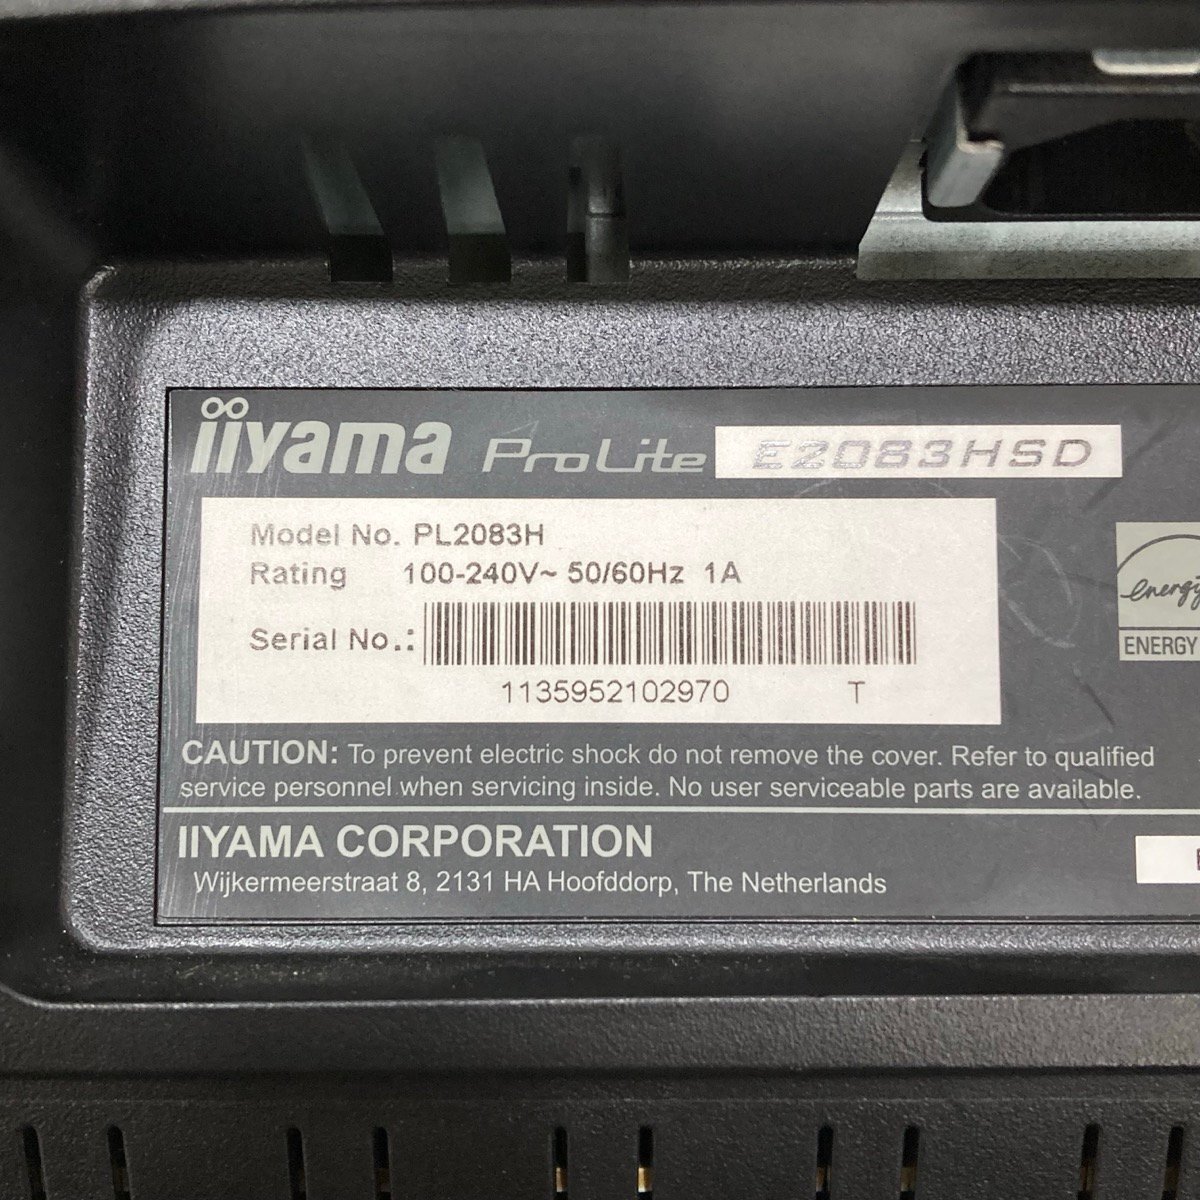 iiyama ProLite E2083HSD
Model No. PL2083H
Rating 100-240V~ 50/60Hz 1A
Serial No.:
1135952102970 T
energy
ENERGY
CAUTION: To prevent electric shock do not remove the cover. Refer to qualified
service personnel when servicing inside. No user serviceable parts are available.
IIYAMA CORPORATION
Wijkermeerstraat 8, 2131 HA Hoofddorp, The Netherlands